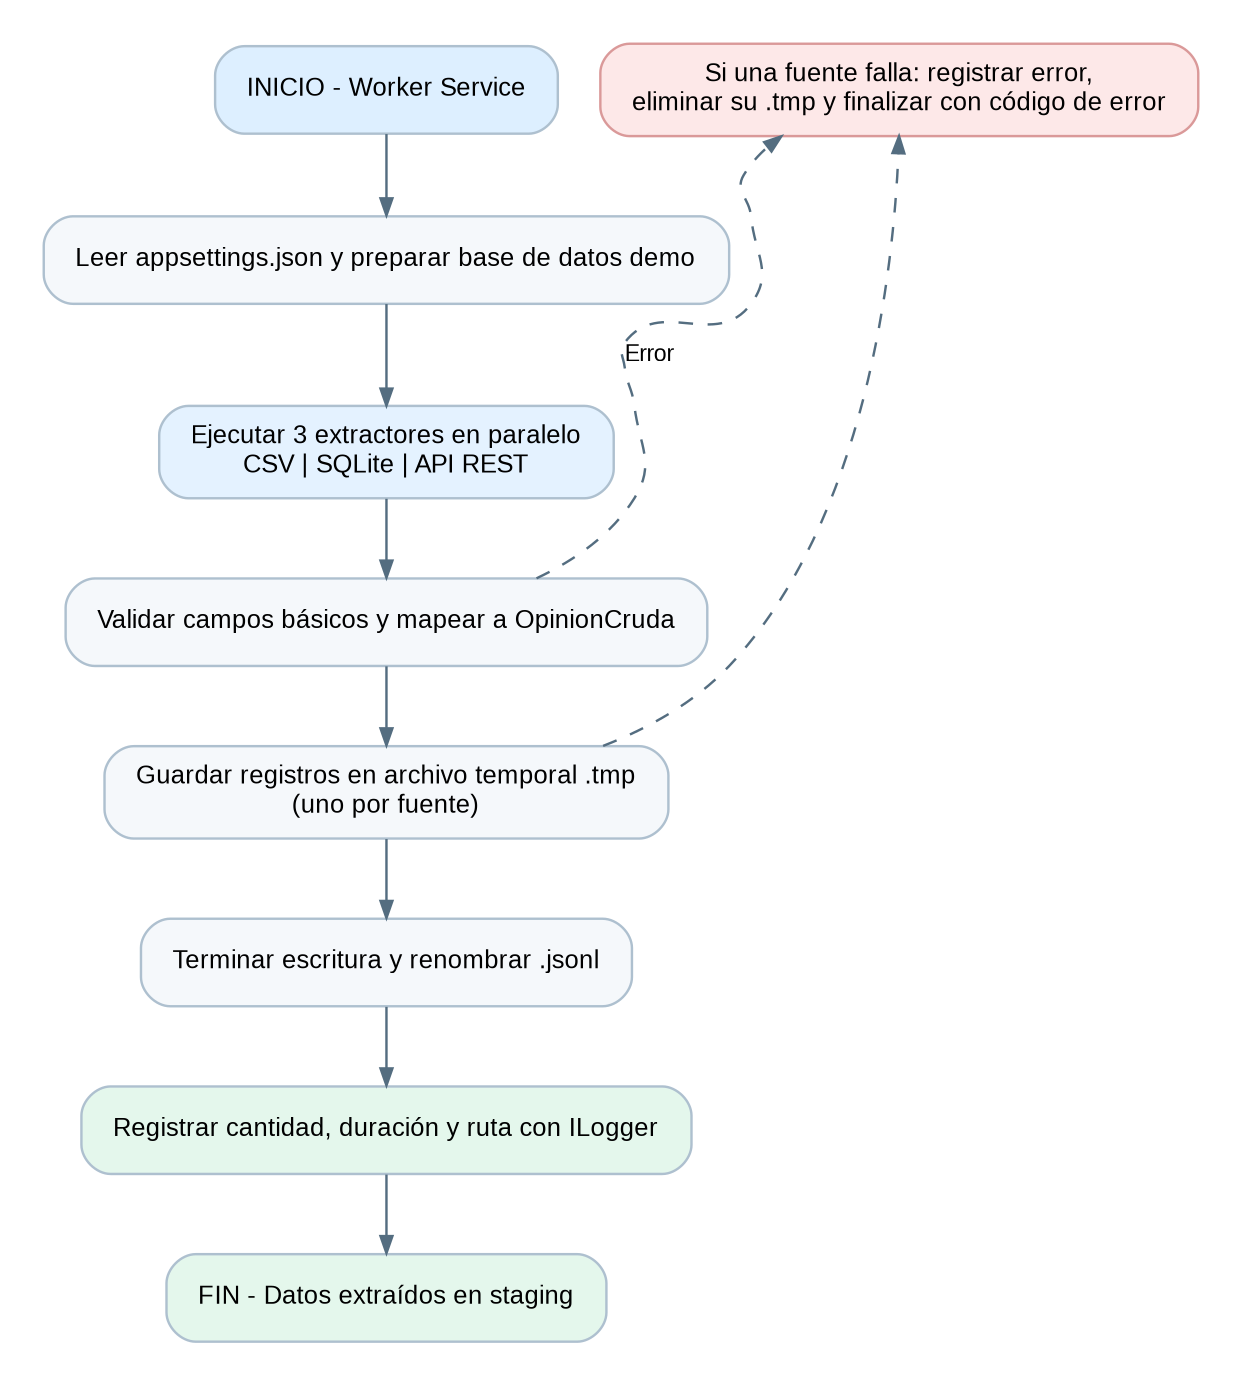 INICIO - Worker Service
Si una fuente falla: registrar error,
eliminar su .tmp y finalizar con código de error
Leer appsettings.json y preparar base de datos demo
Error
Ejecutar 3 extractores en paralelo
CSV | SQLite | API REST
Validar campos básicos y mapear a OpinionCruda
Guardar registros en archivo temporal .tmp
(uno por fuente)
Terminar escritura y renombrar .jsonl
Registrar cantidad, duración y ruta con ILogger
FIN - Datos extraídos en staging